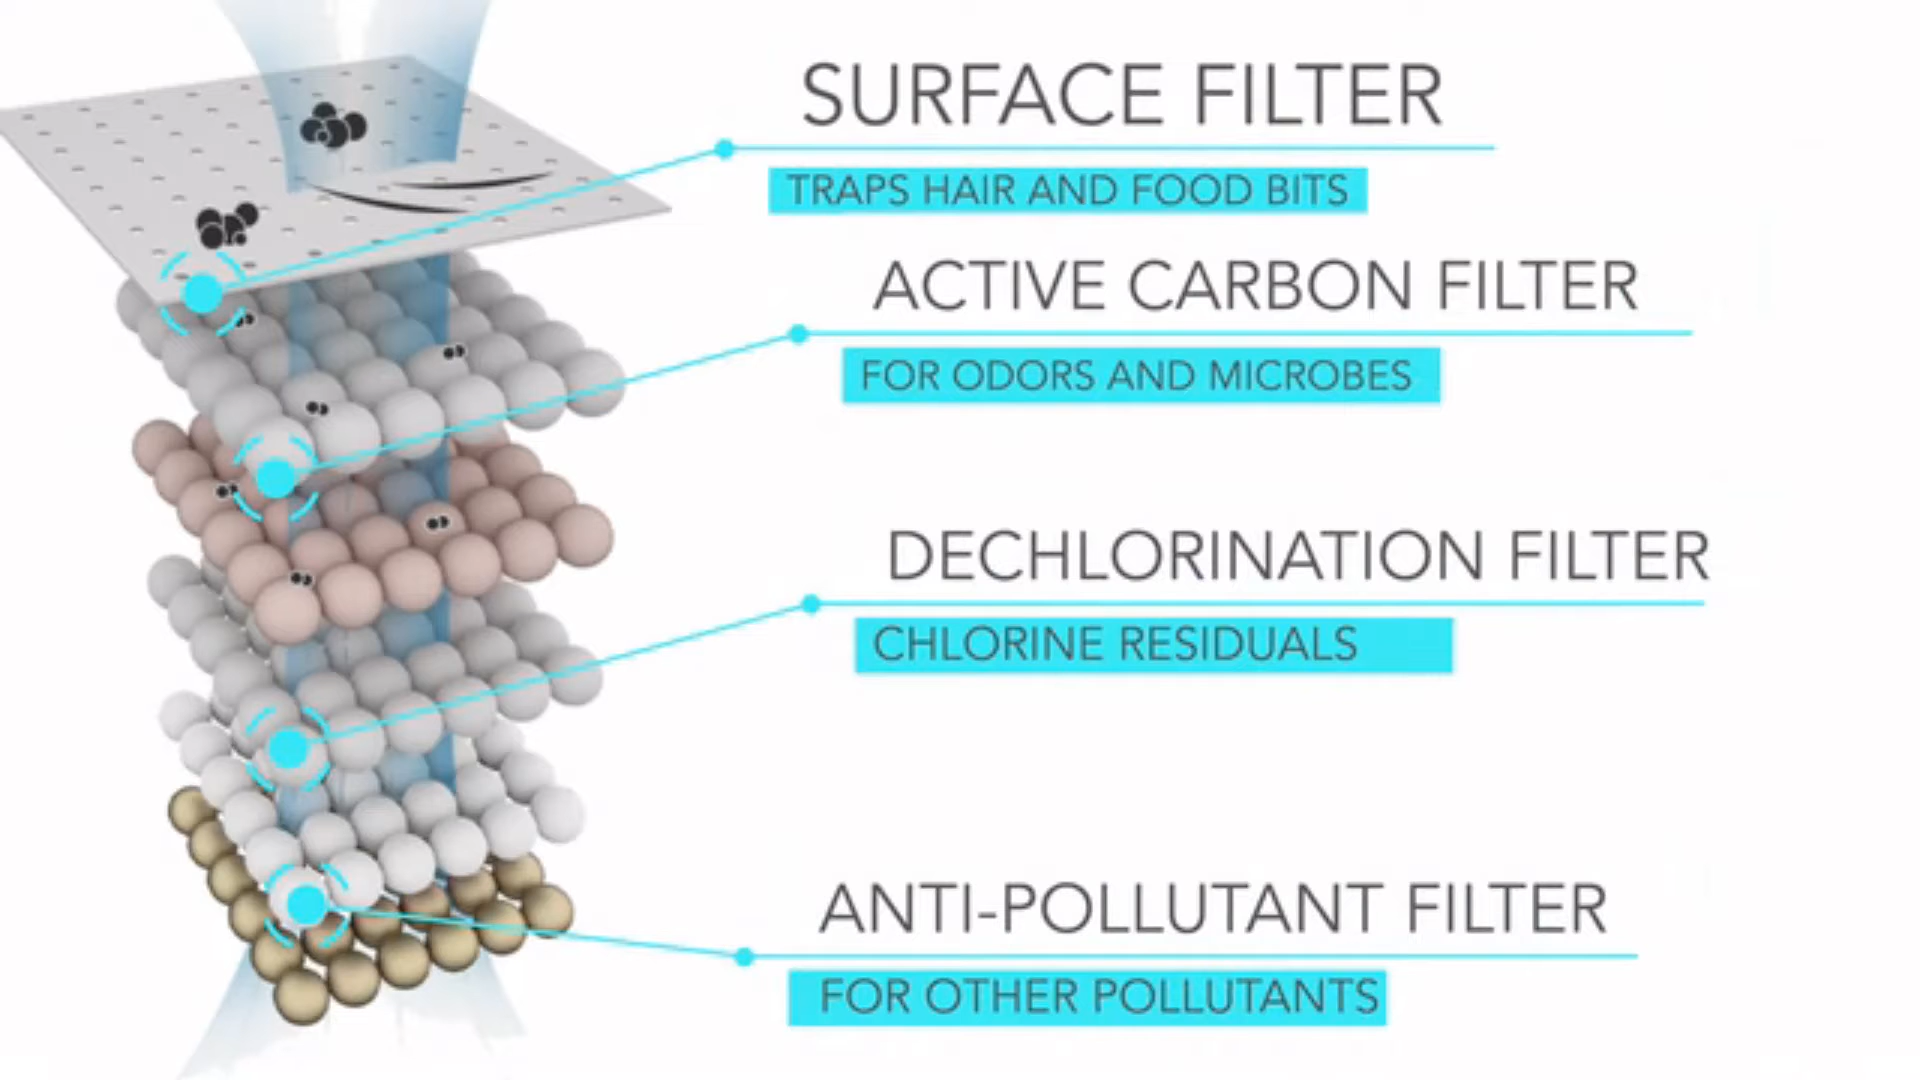 SURFACE FILTER
TRAPS HAIR AND FOOD BITS
ACTIVE CARBON FILTER
FOR ODORS AND MICROBES
DECHLORINATION FILTER
CHLORINE RESIDUALS
ANTI-POLLUTANT FILTER
FOR OTHER POLLUTANTS